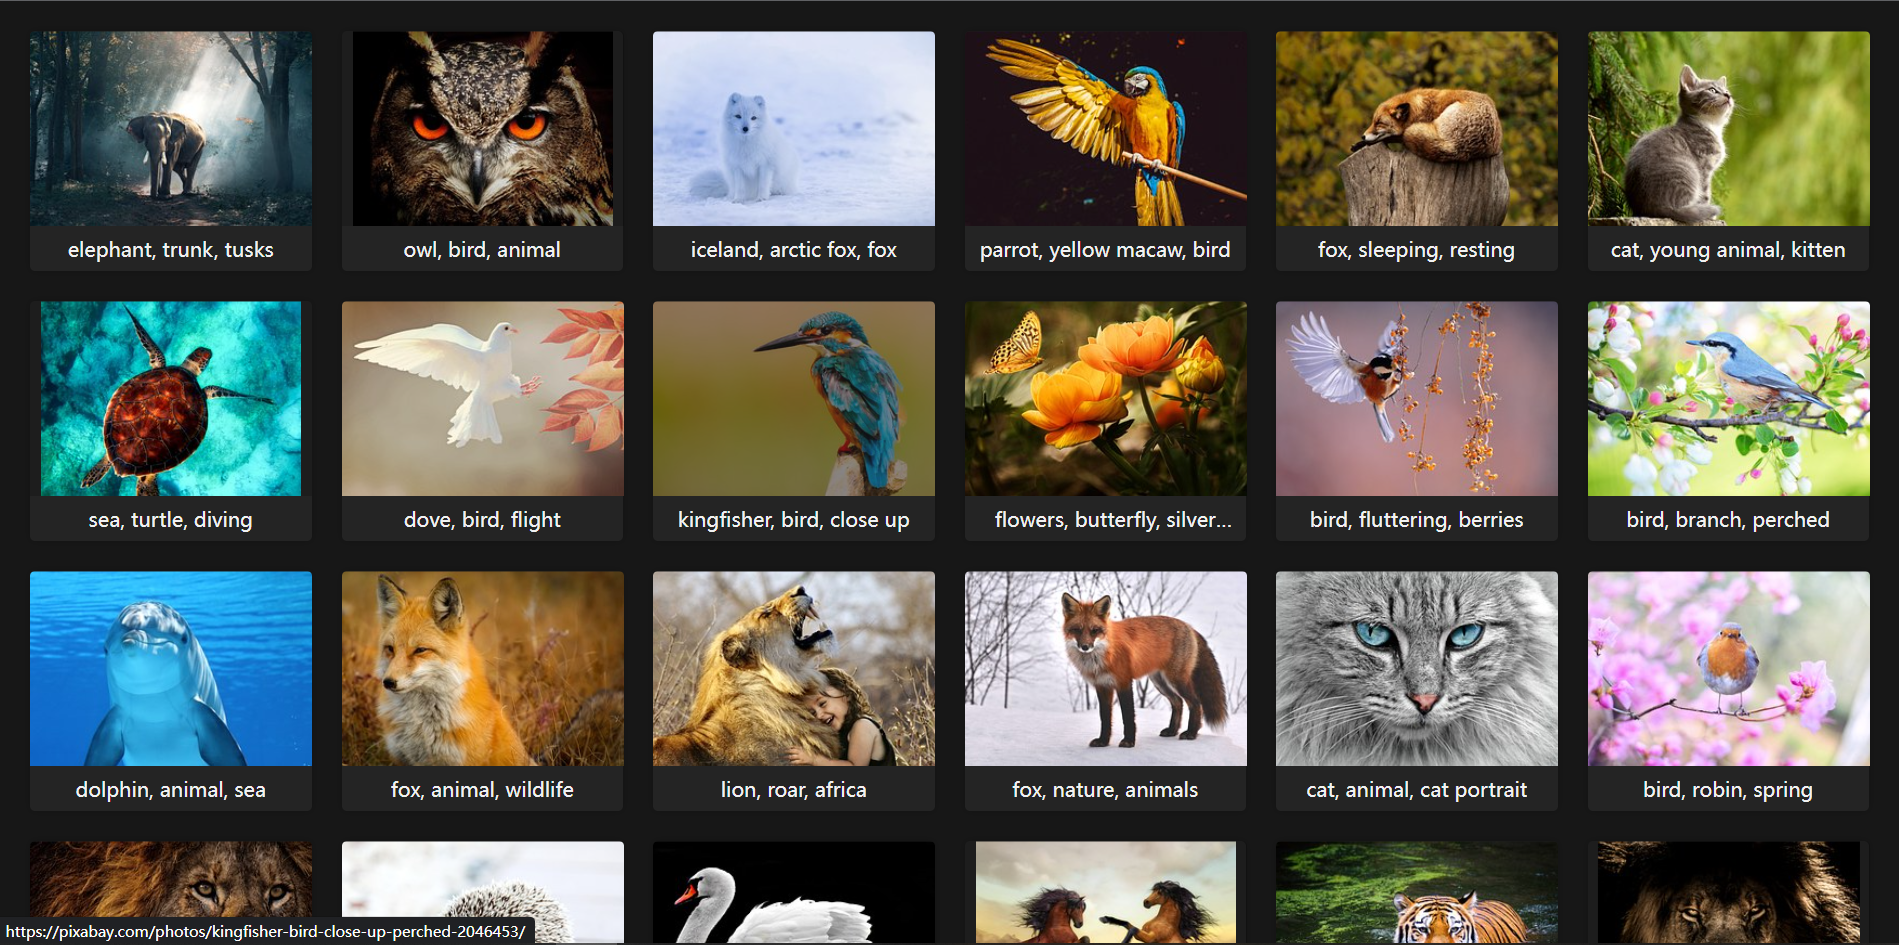 elephant, trunk, tusks
owl, bird, animal
iceland, arctic fox, fox
parrot, yellow macaw, bird
fox, sleeping, resting
cat, young animal, kitten
sea, turtle, diving
dove, bird, flight
kingfisher, bird, close up
flowers, butterfly, silver...
bird, fluttering, berries
bird, branch, perched
dolphin, animal, sea
fox, animal, wildlife
lion, roar, africa
fox, nature, animals
cat, animal, cat portrait
bird, robin, spring
https://pixabay.com/photos/kingfisher-bird-close-up-perched-2046453/